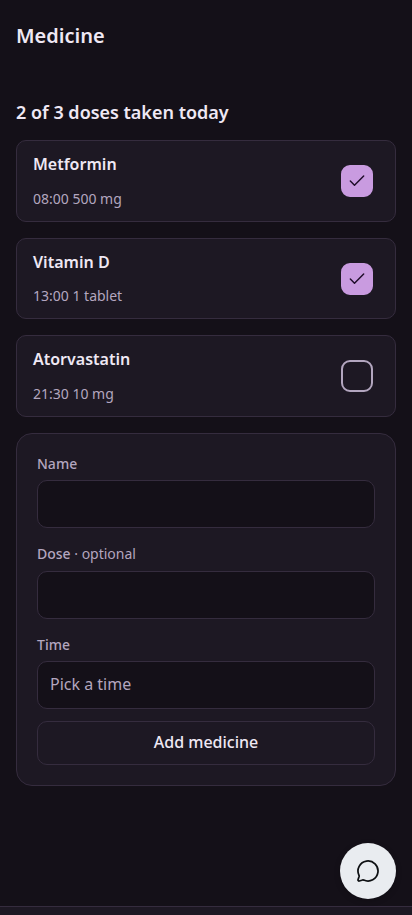 Medicine
2 of 3 doses taken today
Metformin
08:00 500 mg
Vitamin D
13:00 1 tablet
Atorvastatin
21:30 10 mg
Name
Dose · optional
Time
Pick a time
Add medicine